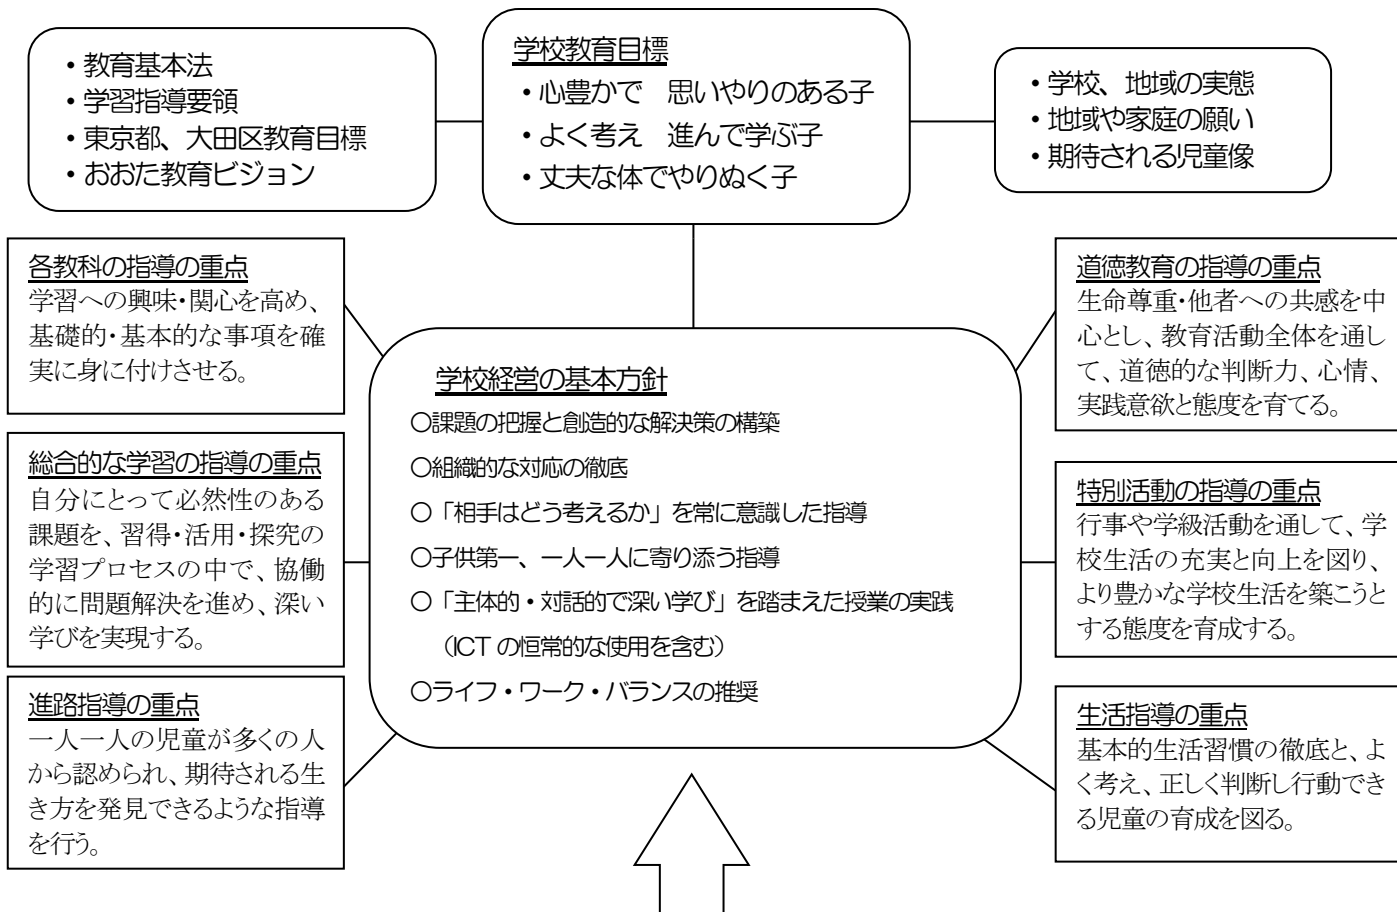 ・教育基本法
・学習指導要領
・東京都、大田区教育目標
・おおた教育ビジョン
学校教育目標
・心豊かで　思いやりのある子
・よく考え　進んで学ぶ子
・丈夫な体でやりぬく子
・学校、地域の実態
・地域や家庭の願い
・期待される児童像
各教科の指導の重点
学習への興味・関心を高め、
基礎的・基本的な事項を確
実に身に付けさせる。
総合的な学習の指導の重点
自分にとって必然性のある
課題を、習得・活用・探究の
学習プロセスの中で、協働
的に問題解決を進め、深い
学びを実現する。
進路指導の重点
一人一人の児童が多くの人
から認められ、期待される生
き方を発見できるような指導
を行う。
学校経営の基本方針
○課題の把握と創造的な解決策の構築
○組織的な対応の徹底
○「相手はどう考えるか」を常に意識した指導
○子供第一、一人一人に寄り添う指導
○「主体的・対話的で深い学び」を踏まえた授業の実践
（ICT の恒常的な使用を含む）
○ライフ・ワーク・バランスの推奨
道徳教育の指導の重点
生命尊重・他者への共感を中
心とし、教育活動全体を通し
て、道徳的な判断力、心情、
実践意欲と態度を育てる。
特別活動の指導の重点
行事や学級活動を通して、学
校生活の充実と向上を図り、
より豊かな学校生活を築こうと
する態度を育成する。
生活指導の重点
基本的生活習慣の徹底と、よ
く考え、正しく判断し行動でき
る児童の育成を図る。